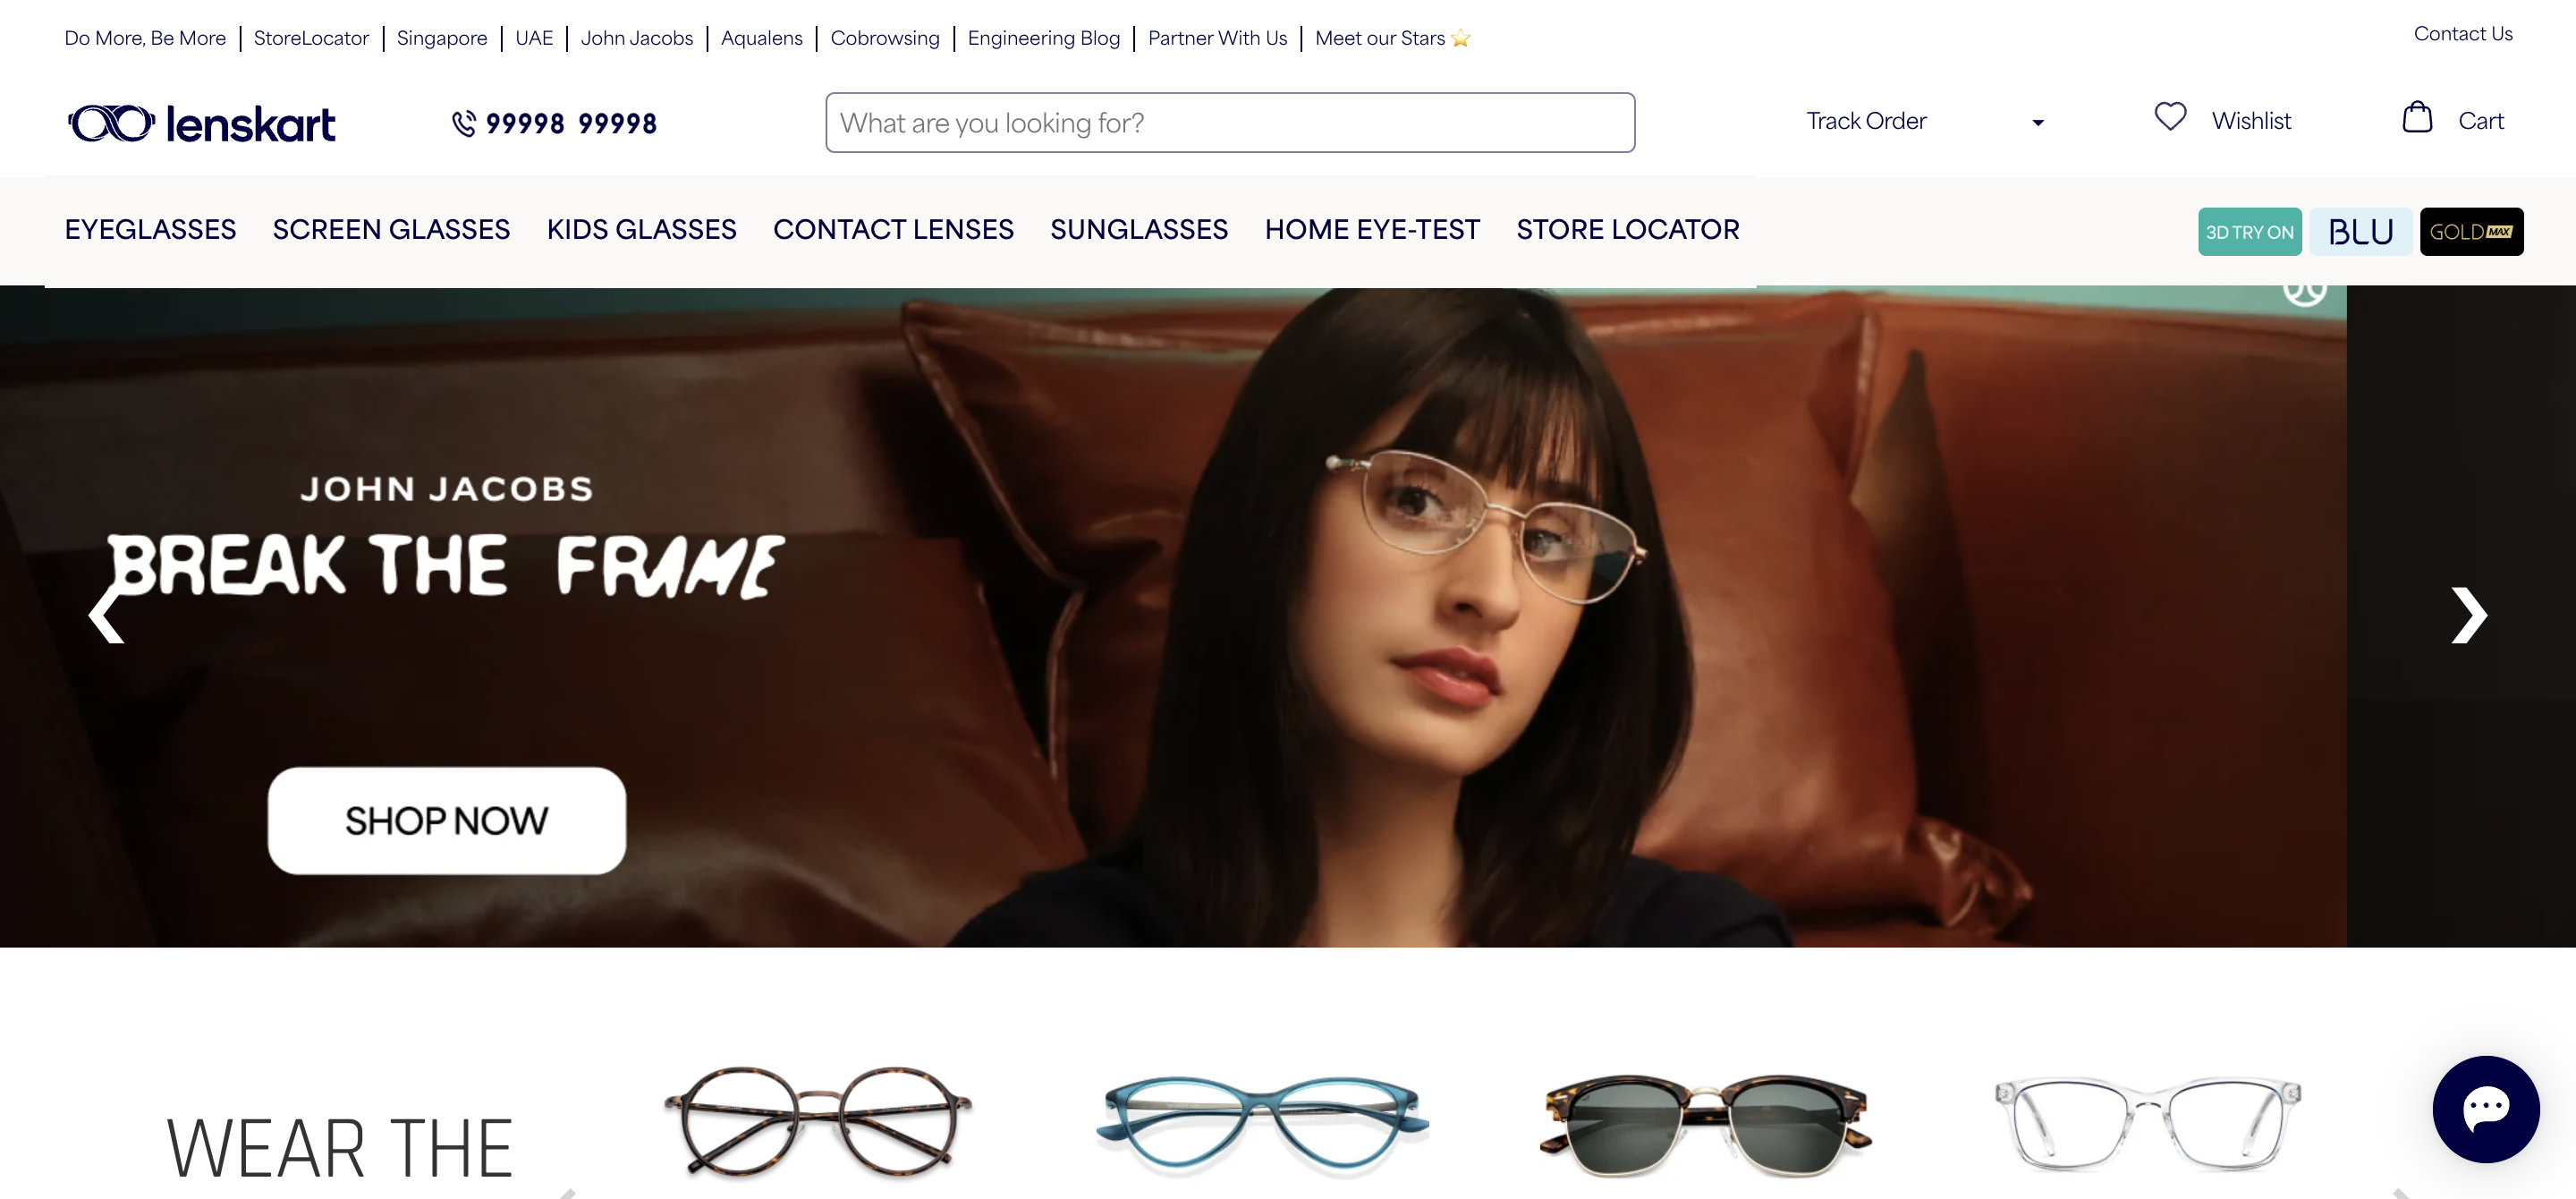 Do More, Be More | StoreLocator | Singapore | UAE | John Jacobs | Aqualens | Cobrowsing | Engineering Blog | Partner With Us | Meet our Stars ⭐
Contact Us
lenskart
99998 99998
What are you looking for?
Track Order
Wishlist
Cart
EYEGLASSES SCREEN GLASSES KIDS GLASSES CONTACT LENSES SUNGLASSES HOME EYE-TEST STORE LOCATOR
3D TRY ON
BLU
GOLD MAX
JOHN JACOBS
BREAK THE FRAME
SHOP NOW
WEAR THE